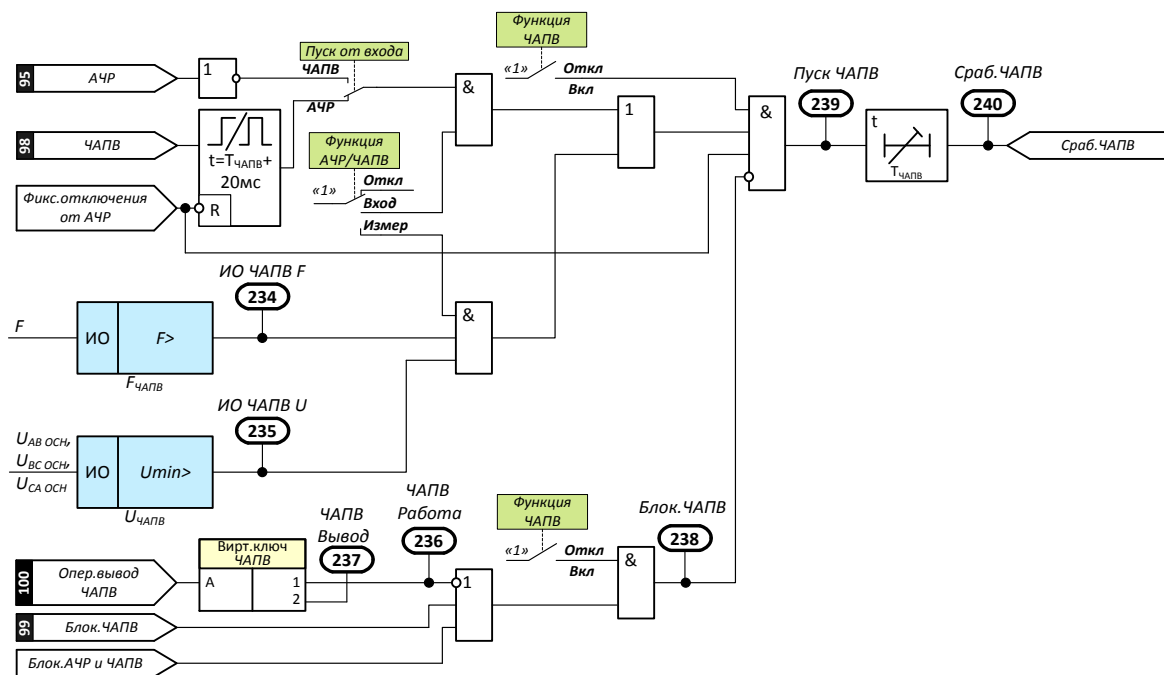 Функция
ЧАПВ
«1»
Откл
Вкл
Пуск от входа
ЧАПВ
АЧР
95
АЧР
1
&
1
&
Пуск ЧАПВ
239
Сраб.ЧАПВ
240
t
TЧАПВ
Сраб.ЧАПВ
98
ЧАПВ
t=TЧАПВ+
20мс
R
Функция
АЧР/ЧАПВ
«1»
Откл
Вход
Измер
Фикс.отключения
от АЧР
ИО ЧАПВ F
234
F
ИО
F>
FЧАПВ
&
ИО ЧАПВ U
235
UАВ ОСН,
UВС ОСН,
UСА ОСН
ИО
Umin>
UЧАПВ
ЧАПВ
Вывод
237
ЧАПВ
Работа
236
Функция
ЧАПВ
«1»
Откл
Вкл
Блок.ЧАПВ
238
100
Опер.вывод
ЧАПВ
Вирт.ключ
ЧАПВ
A
1
2
1
&
99
Блок.ЧАПВ
Блок.АЧР и ЧАПВ